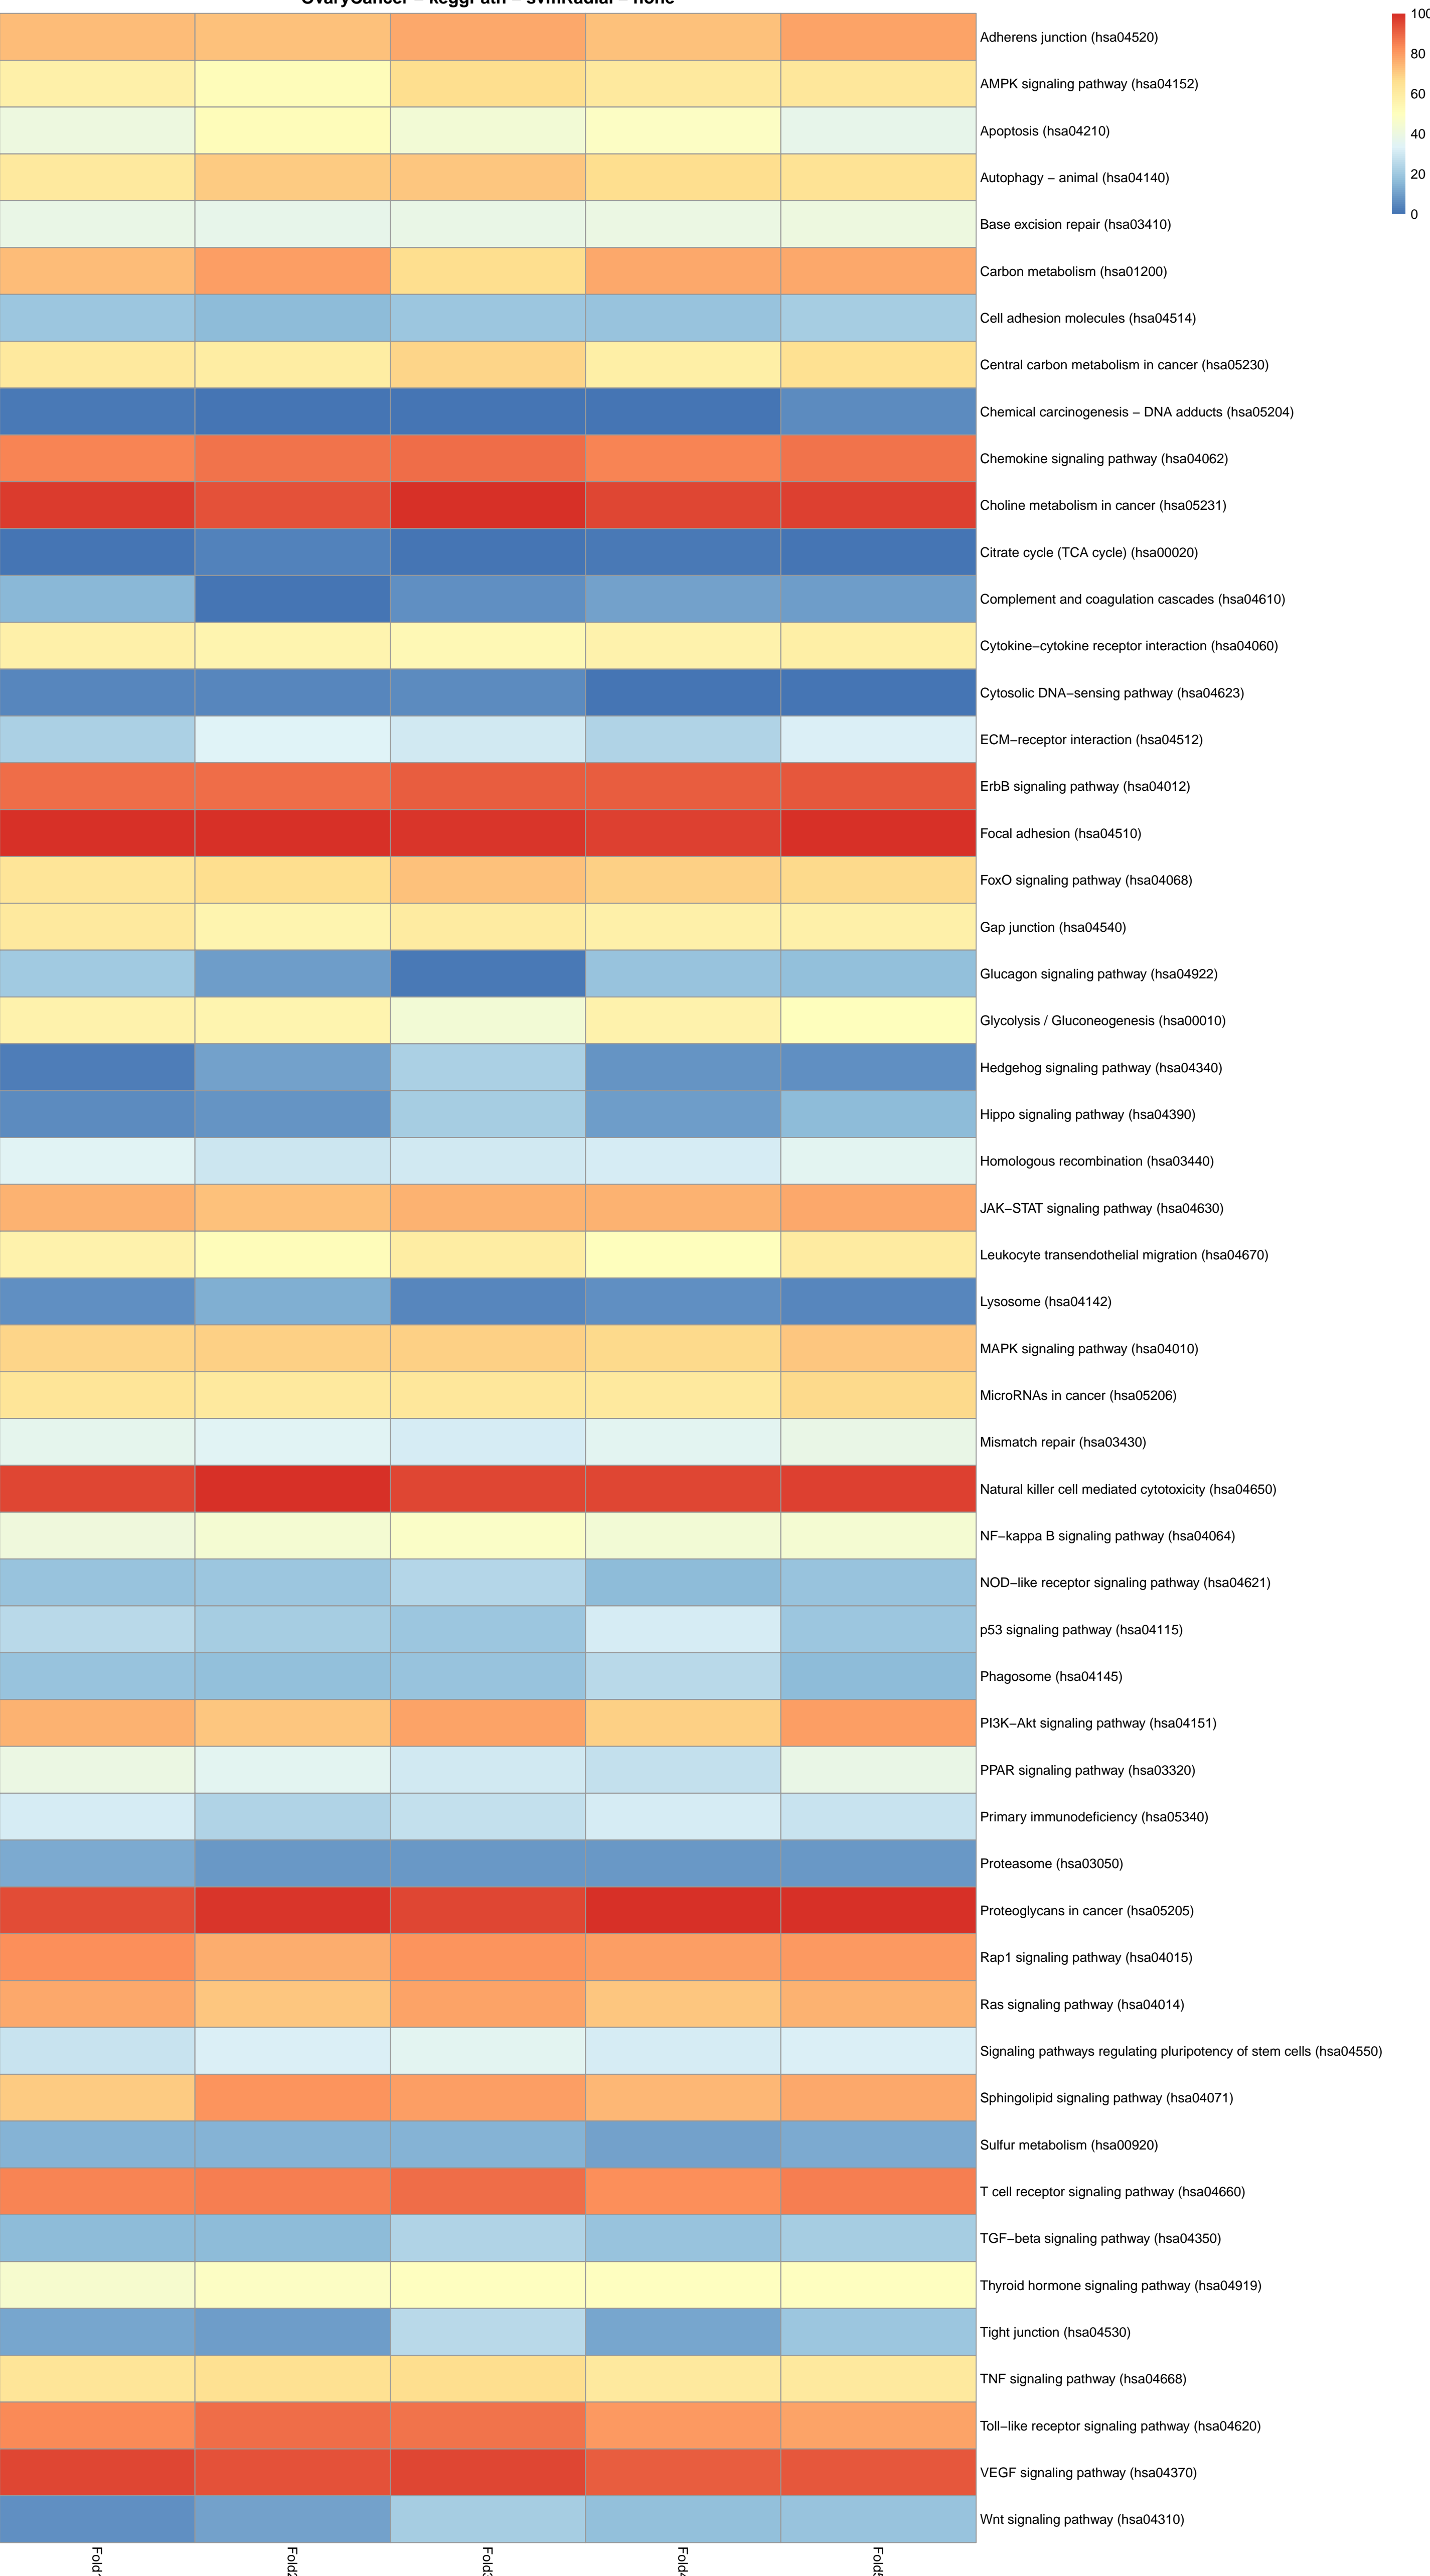 OvaryCancer – keggPath – svmRadial – none
100
80
60
40
20
0
Adherens junction (hsa04520)
AMPK signaling pathway (hsa04152)
Apoptosis (hsa04210)
Autophagy – animal (hsa04140)
Base excision repair (hsa03410)
Carbon metabolism (hsa01200)
Cell adhesion molecules (hsa04514)
Central carbon metabolism in cancer (hsa05230)
Chemical carcinogenesis – DNA adducts (hsa05204)
Chemokine signaling pathway (hsa04062)
Choline metabolism in cancer (hsa05231)
Citrate cycle (TCA cycle) (hsa00020)
Complement and coagulation cascades (hsa04610)
Cytokine–cytokine receptor interaction (hsa04060)
Cytosolic DNA–sensing pathway (hsa04623)
ECM–receptor interaction (hsa04512)
ErbB signaling pathway (hsa04012)
Focal adhesion (hsa04510)
FoxO signaling pathway (hsa04068)
Gap junction (hsa04540)
Glucagon signaling pathway (hsa04922)
Glycolysis / Gluconeogenesis (hsa00010)
Hedgehog signaling pathway (hsa04340)
Hippo signaling pathway (hsa04390)
Homologous recombination (hsa03440)
JAK–STAT signaling pathway (hsa04630)
Leukocyte transendothelial migration (hsa04670)
Lysosome (hsa04142)
MAPK signaling pathway (hsa04010)
MicroRNAs in cancer (hsa05206)
Mismatch repair (hsa03430)
Natural killer cell mediated cytotoxicity (hsa04650)
NF–kappa B signaling pathway (hsa04064)
NOD–like receptor signaling pathway (hsa04621)
p53 signaling pathway (hsa04115)
Phagosome (hsa04145)
PI3K–Akt signaling pathway (hsa04151)
PPAR signaling pathway (hsa03320)
Primary immunodeficiency (hsa05340)
Proteasome (hsa03050)
Proteoglycans in cancer (hsa05205)
Rap1 signaling pathway (hsa04015)
Ras signaling pathway (hsa04014)
Signaling pathways regulating pluripotency of stem cells (hsa04550)
Sphingolipid signaling pathway (hsa04071)
Sulfur metabolism (hsa00920)
T cell receptor signaling pathway (hsa04660)
TGF–beta signaling pathway (hsa04350)
Thyroid hormone signaling pathway (hsa04919)
Tight junction (hsa04530)
TNF signaling pathway (hsa04668)
Toll–like receptor signaling pathway (hsa04620)
VEGF signaling pathway (hsa04370)
Wnt signaling pathway (hsa04310)
Fold1
Fold2
Fold3
Fold4
Fold5